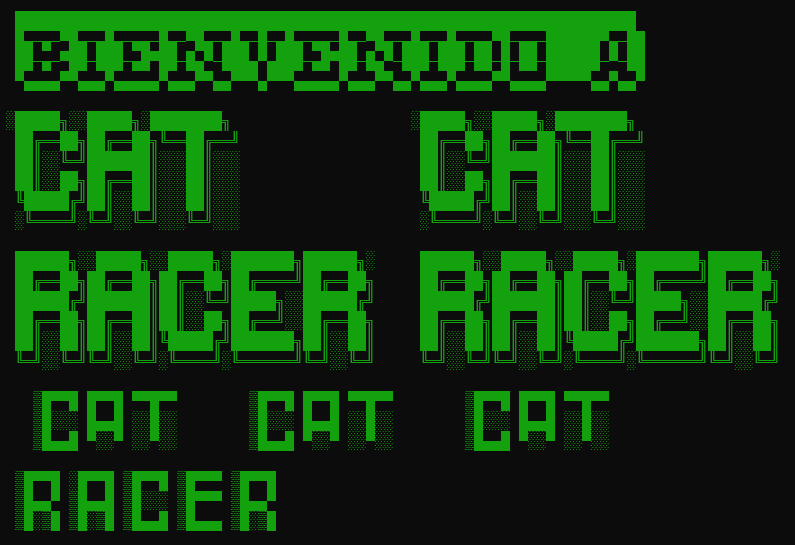 BIENVENIDO A
CAT CAT
RACER RACER
CAT CAT CAT
RACER